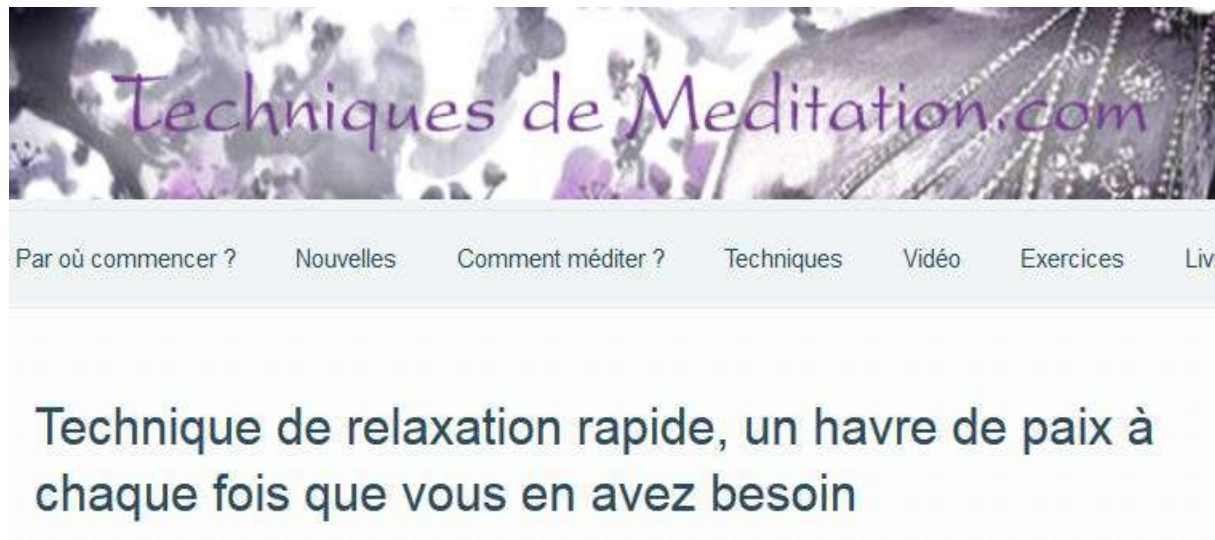 Techniques de Meditation.com
Par où commencer ? Nouvelles Comment méditer ? Techniques Vidéo Exercices Liv
Technique de relaxation rapide, un havre de paix à
chaque fois que vous en avez besoin